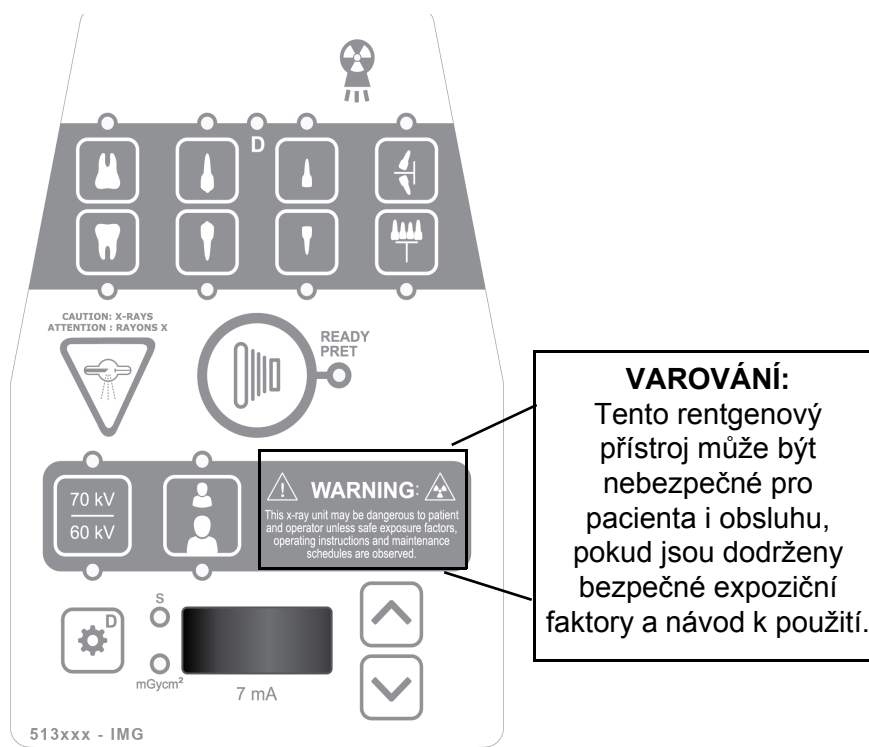 D
CAUTION: X-RAYS
ATTENTION : RAYONS X
READY
PRET
70 kV
60 kV
WARNING:
This x-ray unit may be dangerous to patient
and operator unless safe exposure factors,
operating instructions and maintenance
schedules are observed.
D
S
mGycm²
7 mA
513xxx - IMG
VAROVÁNÍ:
Tento rentgenový
přístroj může být
nebezpečné pro
pacienta i obsluhu,
pokud jsou dodrženy
bezpečné expoziční
faktory a návod k použití.